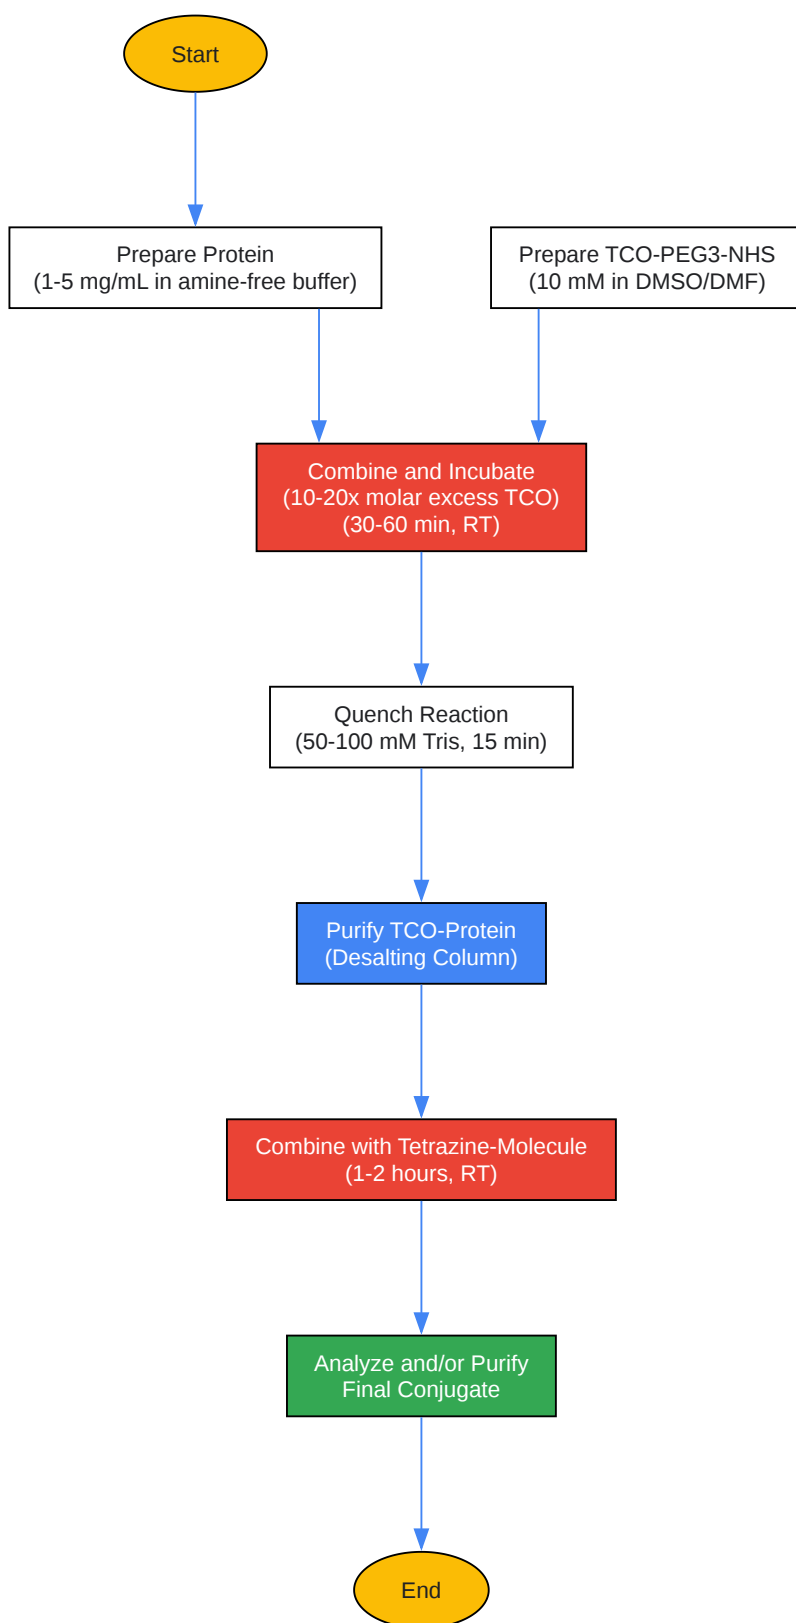 Start
Prepare Protein
(1-5 mg/mL in amine-free buffer)
Prepare TCO-PEG3-NHS
(10 mM in DMSO/DMF)
Combine and Incubate
(10-20x molar excess TCO)
(30-60 min, RT)
Quench Reaction
(50-100 mM Tris, 15 min)
Purify TCO-Protein
(Desalting Column)
Combine with Tetrazine-Molecule
(1-2 hours, RT)
Analyze and/or Purify
Final Conjugate
End